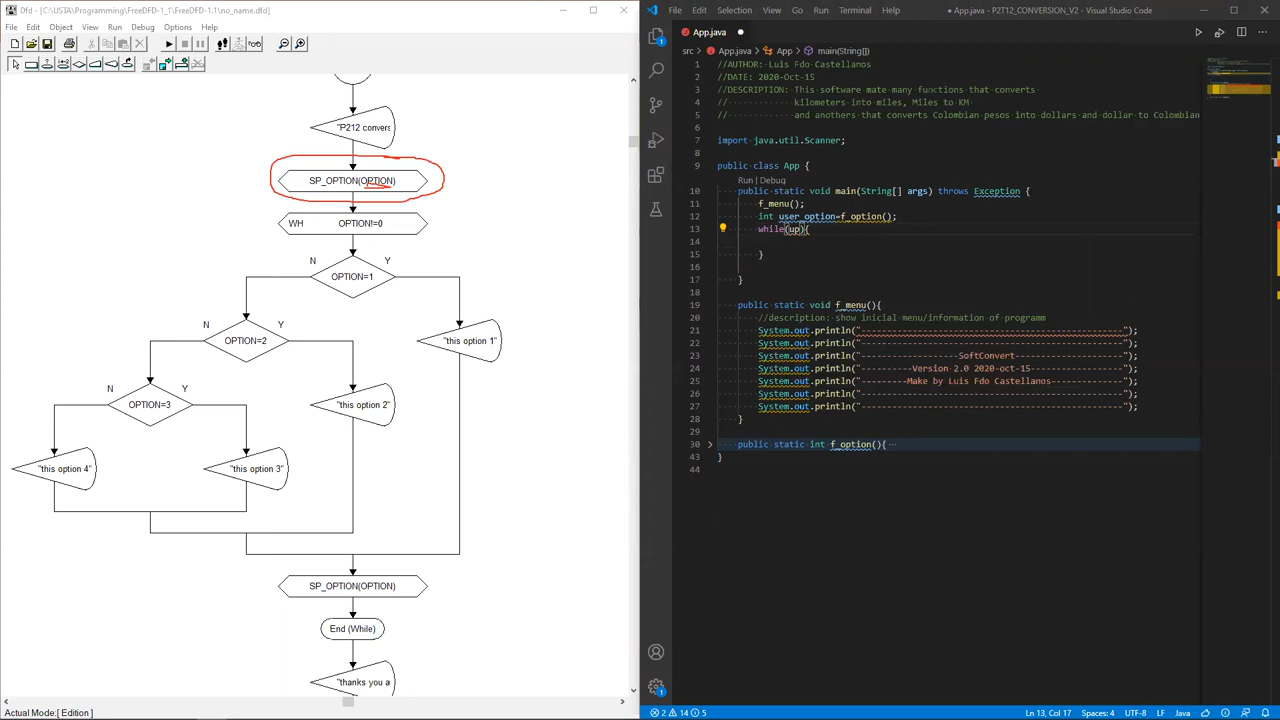 Dfd - [C:\USTA\Programming\FreeDFD-1_1\FreeDFD-1.1\no_name.dfd]
File Edit Object View Run Debug Options Help
"P212 convers
SP_OPTION(OPTION)
WH OPTION!=0
N Y
OPTION=1
N Y
OPTION=2
"this option 1"
N Y
OPTION=3
"this option 2"
"this option 4"
"this option 3"
SP_OPTION(OPTION)
End (While)
"thanks you a
Actual Mode:[ Edition ]
File Edit Selection View Go Run Terminal Help
● App.java - P2T12_CONVERSION_V2 - Visual Studio Code
App.java ●
src > App.java > App > main(String[])
1 //AUTHOR: Luis Fdo Castellanos
2 //DATE: 2020-Oct-15
3 //DESCRIPTION: This software mate many functions that converts
4 // kilometers into miles, Miles to KM
5 // and anothers that converts Colombian pesos into dollars and dollar to Colombian
6
7 import java.util.Scanner;
8
9 public class App {
Run | Debug
10 public static void main(String[] args) throws Exception {
11 f_menu();
12 int user_option=f_option();
13 while(up){
14
15 }
16
17 }
18
19 public static void f_menu(){
20 //description: show inicial menu/information of programm
21 System.out.println("---------------------------------------------------");
22 System.out.println("---------------------------------------------------");
23 System.out.println("-------------------SoftConvert---------------------");
24 System.out.println("----------Version 2.0 2020-oct-15------------------");
25 System.out.println("---------Make by Luis Fdo Castellanos--------------");
26 System.out.println("---------------------------------------------------");
27 System.out.println("---------------------------------------------------");
28 }
29
30 public static int f_option(){ ···
43 }
44
2 14 5
Ln 13, Col 17 Spaces: 4 UTF-8 LF Java